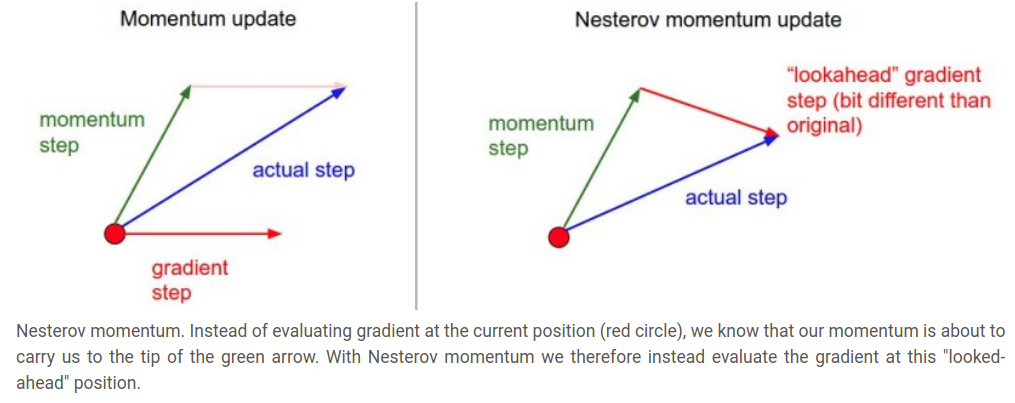 Momentum update
momentum
step
actual step
gradient
step
Nesterov momentum update
“lookahead” gradient
step (bit different than
original)
momentum
step
actual step
Nesterov momentum. Instead of evaluating gradient at the current position (red circle), we know that our momentum is about to
carry us to the tip of the green arrow. With Nesterov momentum we therefore instead evaluate the gradient at this "looked-
ahead" position.